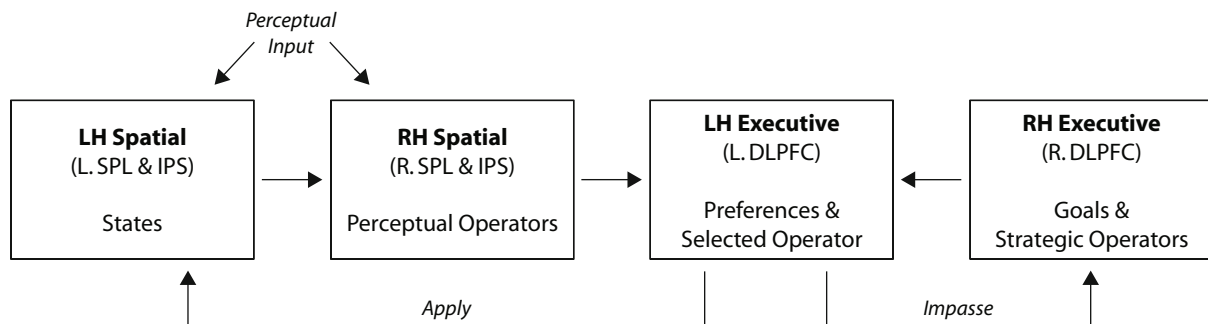 Perceptual
Input
LH Spatial
(L. SPL & IPS)
States
RH Spatial
(R. SPL & IPS)
Perceptual Operators
LH Executive
(L. DLPFC)
Preferences &
Selected Operator
RH Executive
(R. DLPFC)
Goals &
Strategic Operators
Apply
Impasse